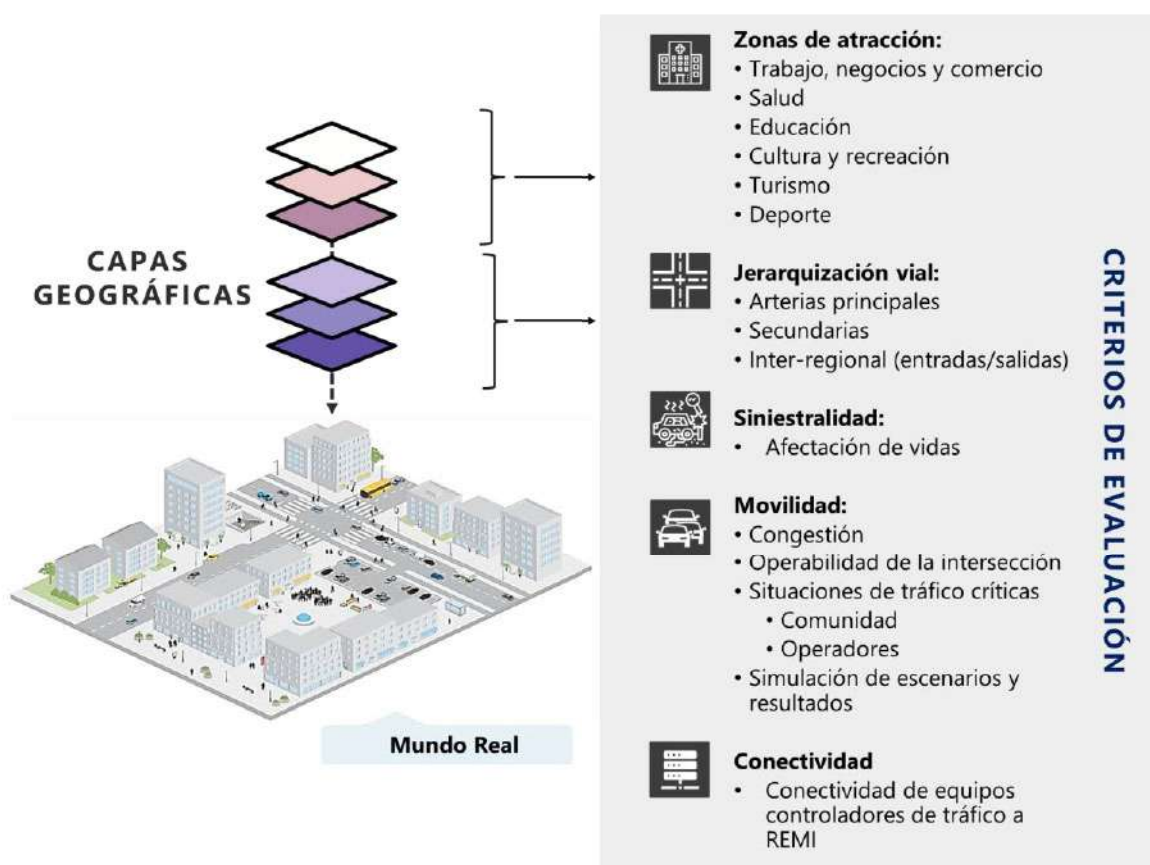 CAPAS
GEOGRÁFICAS
Mundo Real
Zonas de atracción:
• Trabajo, negocios y comercio
• Salud
• Educación
• Cultura y recreación
• Turismo
• Deporte
Jerarquización vial:
• Arterias principales
• Secundarias
• Inter-regional (entradas/salidas)
Siniestralidad:
• Afectación de vidas
Movilidad:
• Congestión
• Operabilidad de la intersección
• Situaciones de tráfico críticas
• Comunidad
• Operadores
• Simulación de escenarios y
resultados
Conectividad
• Conectividad de equipos
controladores de tráfico a
REMI
CRITERIOS DE EVALUACIÓN